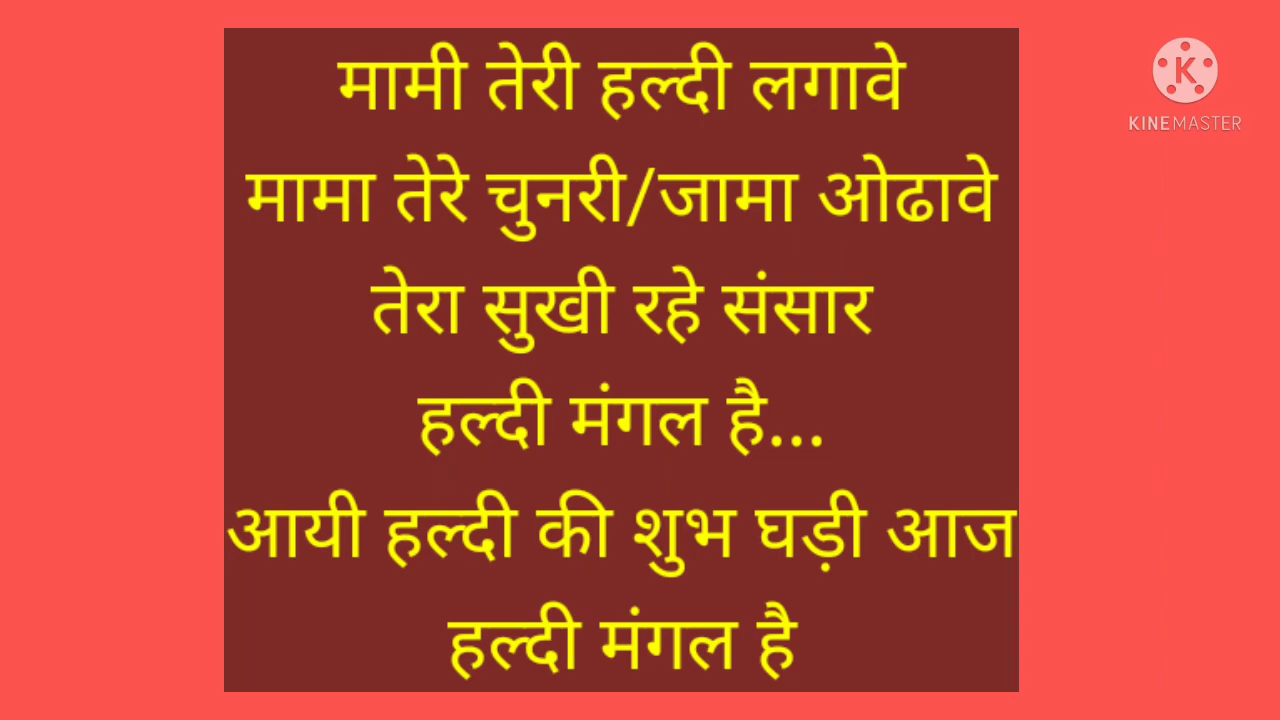 मामी तेरी हल्दी लगावे
मामा तेरे चुनरी/जामा ओढावे
तेरा सुखी रहे संसार
हल्दी मंगल है...
आयी हल्दी की शुभ घड़ी आज
हल्दी मंगल है
K
KINEMASTER